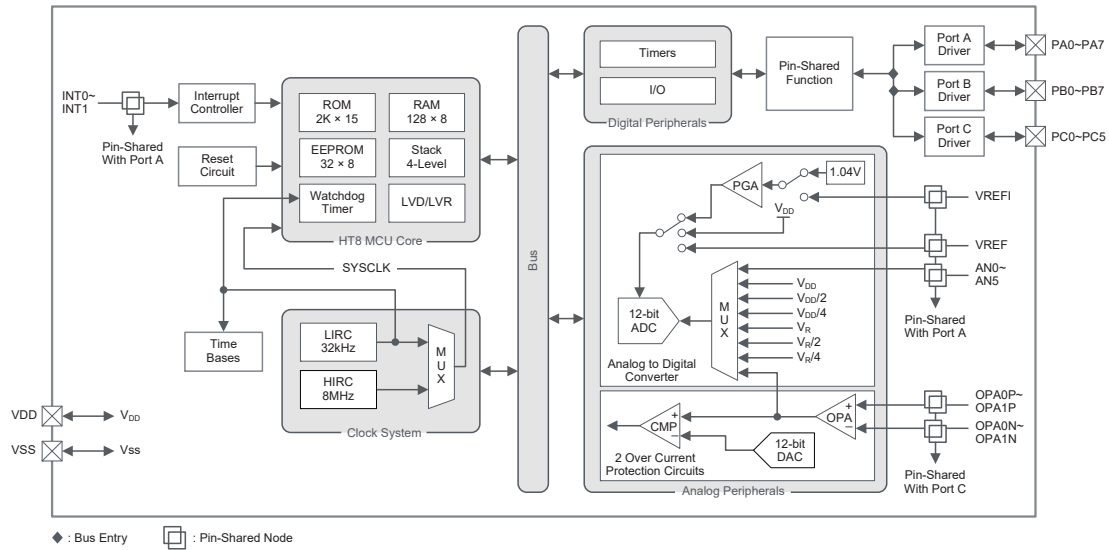 INT0~
INT1
Pin-Shared
With Port A
Interrupt
Controller
Reset
Circuit
ROM
2K × 15
RAM
128 × 8
EEPROM
32 × 8
Stack
4-Level
Watchdog
Timer
LVD/LVR
HT8 MCU Core
SYSCLK
Time
Bases
LIRC
32kHz
HIRC
8MHz
M
U
X
Clock System
VDD
VDD
VSS
Vss
Bus
Timers
I/O
Digital Peripherals
Pin-Shared
Function
Port A
Driver
Port B
Driver
Port C
Driver
PA0~PA7
PB0~PB7
PC0~PC5
PGA
1.04V
VDD
VREFI
VREF
AN0~
AN5
Pin-Shared
With Port A
12-bit
ADC
M
U
X
VDD
VDD/2
VDD/4
VR
VR/2
VR/4
Analog to Digital
Converter
CMP
+
−
OPA
+
−
12-bit
DAC
2 Over Current
Protection Circuits
Analog Peripherals
OPA0P~
OPA1P
OPA0N~
OPA1N
Pin-Shared
With Port C
: Bus Entry
: Pin-Shared Node